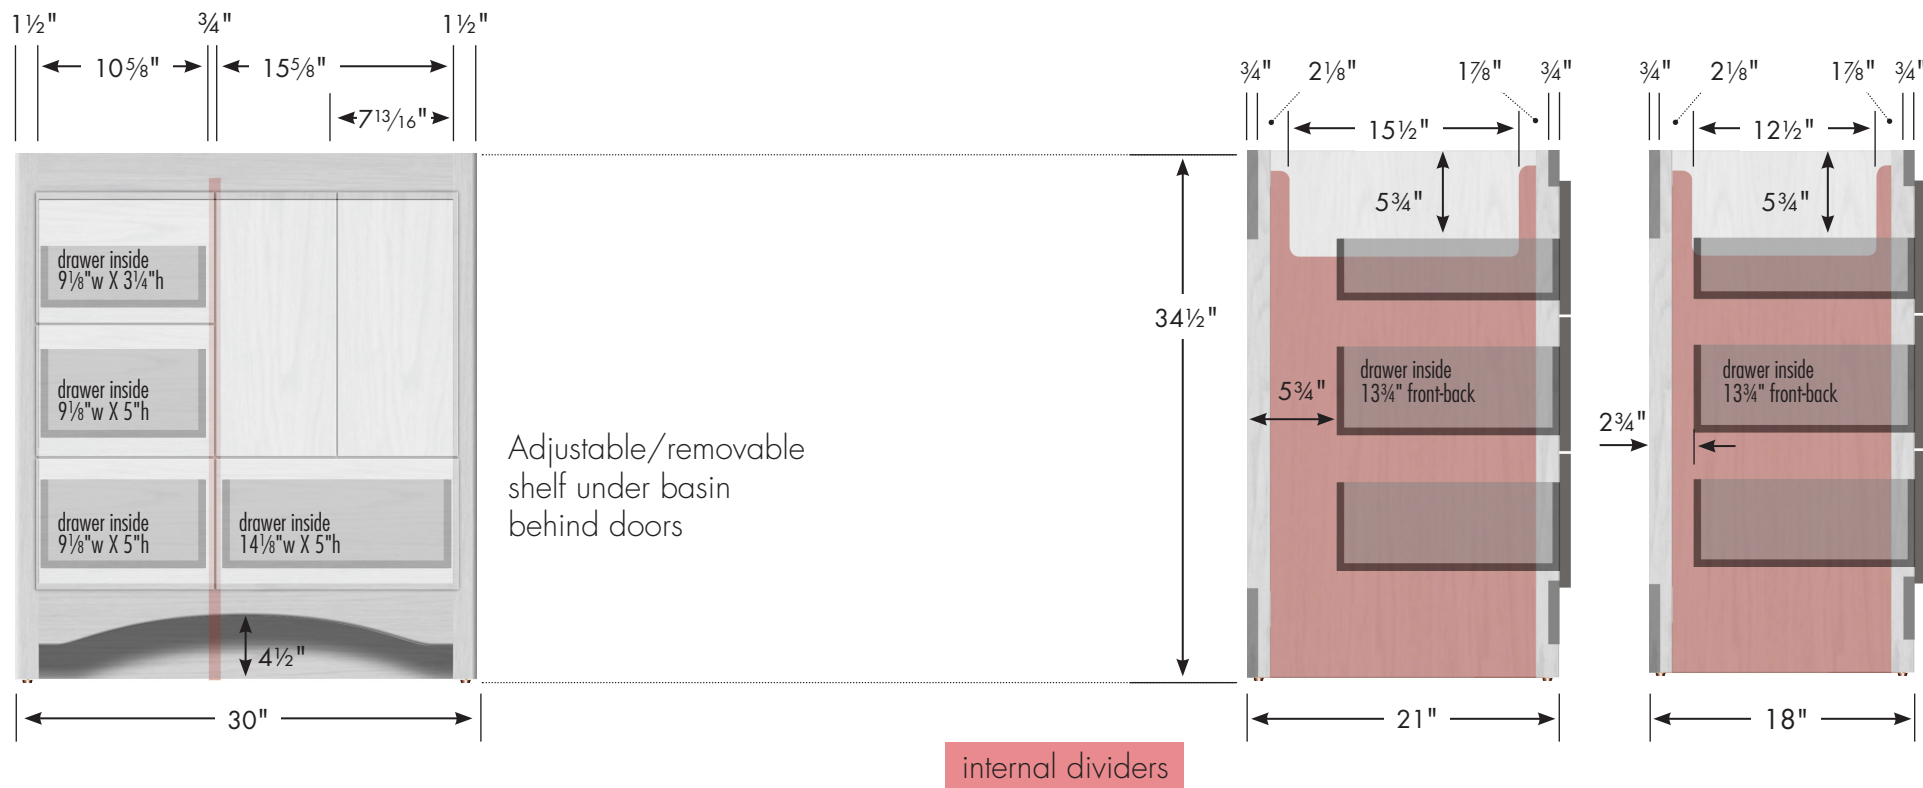 1½" ¾" 1½"
10⅝" 15⅝"
7¹³⁄₁₆"
drawer inside
9⅛"w X 3¼"h
drawer inside
9⅛"w X 5"h
drawer inside
9⅛"w X 5"h
drawer inside
14⅛"w X 5"h
4½"
30"
Adjustable/removable
shelf under basin
behind doors
34½"
¾" 2⅛" 1⅞" ¾"
15½"
5¾"
drawer inside
13¾" front-back
5¾"
21"
¾" 2⅛" 1⅞" ¾"
12½"
5¾"
drawer inside
13¾" front-back
2¾"
18"
internal dividers